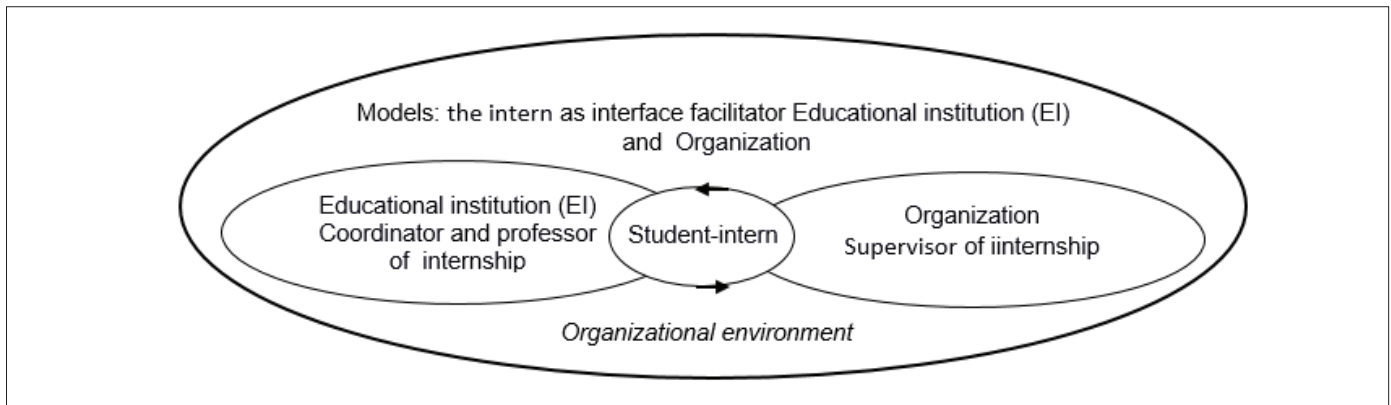 Models: the intern as interface facilitator Educational institution (EI)
and Organization
Educational institution (EI)
Coordinator and professor
of internship
Student-intern
Organization
Supervisor of iinternship
Organizational environment